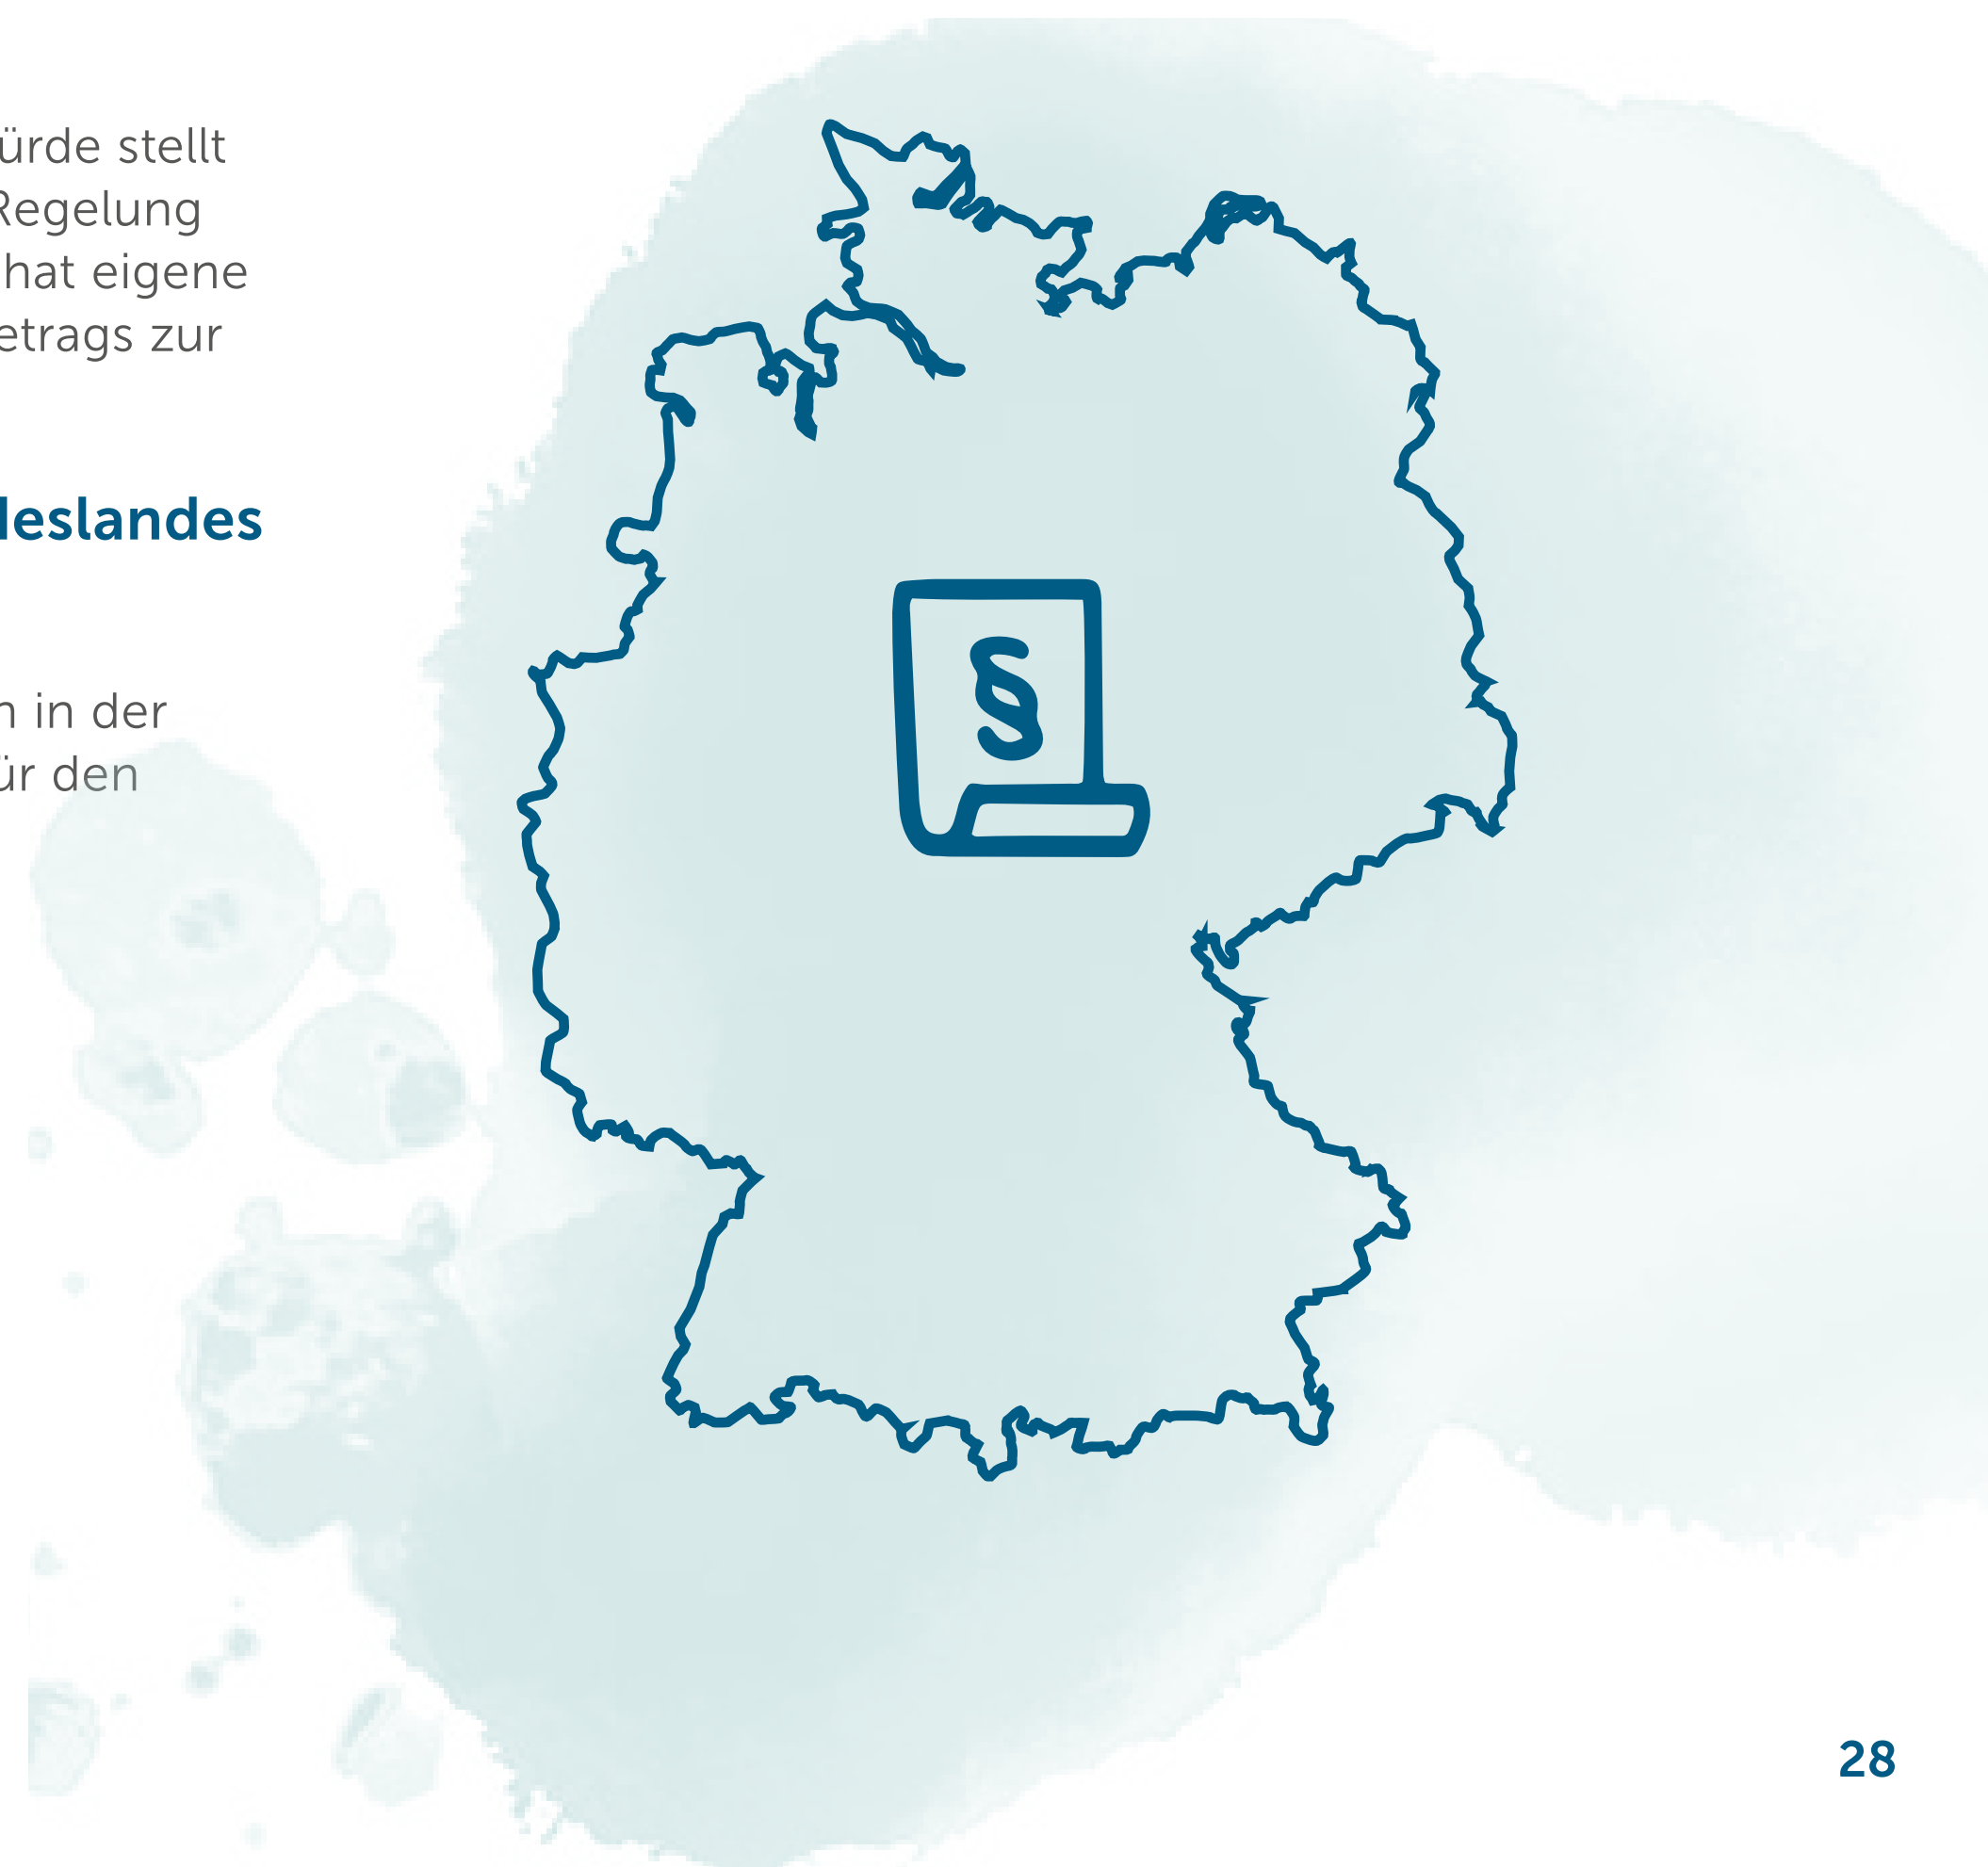 ürde stellt
Regelung
hat eigene
etrags zur
deslandes
n in der
ür den
§
28